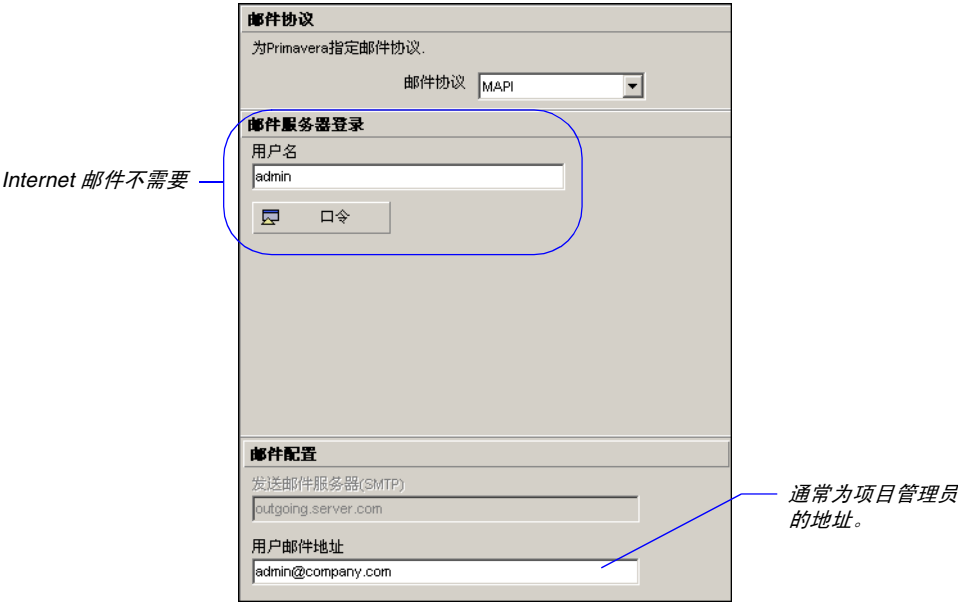 邮件协议
为Primavera指定邮件协议.
邮件协议 MAPI
邮件服务器登录
用户名
admin
Internet 邮件不需要
口令
邮件配置
发送邮件服务器(SMTP)
outgoing.server.com
通常为项目管理员
的地址。
用户邮件地址
admin@company.com